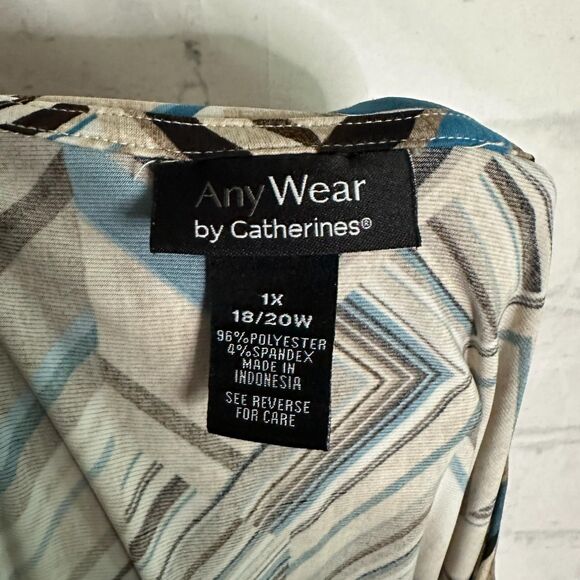 AnyWear
by Catherines®
1X
18/20W
96%POLYESTER
4%SPANDEX
MADE IN
INDONESIA
SEE REVERSE
FOR CARE